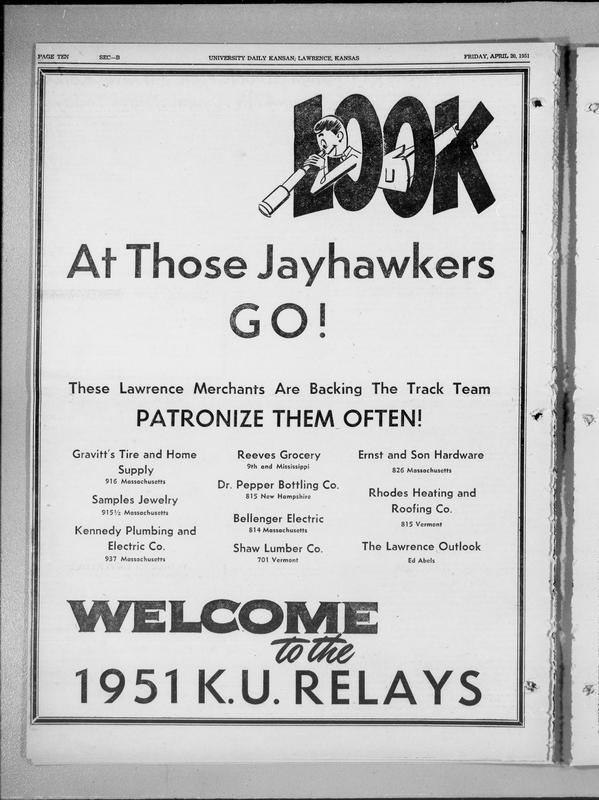 PAGE TEN SEC—B UNIVERSITY DAILY KANSAN; LAWRENCE, KANSAS FRIDAY, APRIL 20, 1951
LOOK
At Those Jayhawkers
GO!
These Lawrence Merchants Are Backing The Track Team
PATRONIZE THEM OFTEN!
Gravitt's Tire and Home
Supply
916 Massachusetts
Samples Jewelry
915½ Massachusetts
Kennedy Plumbing and
Electric Co.
937 Massachusetts
Reeves Grocery
9th and Mississippi
Dr. Pepper Bottling Co.
815 New Hampshire
Bellenger Electric
814 Massachusetts
Shaw Lumber Co.
701 Vermont
Ernst and Son Hardware
826 Massachusetts
Rhodes Heating and
Roofing Co.
815 Vermont
The Lawrence Outlook
Ed Abels
WELCOME
to the
1951 K.U. RELAYS